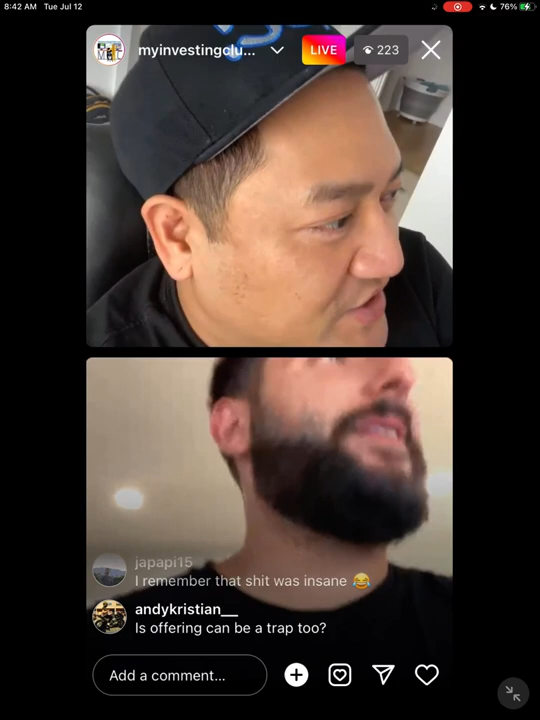 8:42 AM Tue Jul 12
76%
myinvestingclu...
LIVE
223
japapi15
I remember that shit was insane 😂
andykristian__
Is offering can be a trap too?
Add a comment...